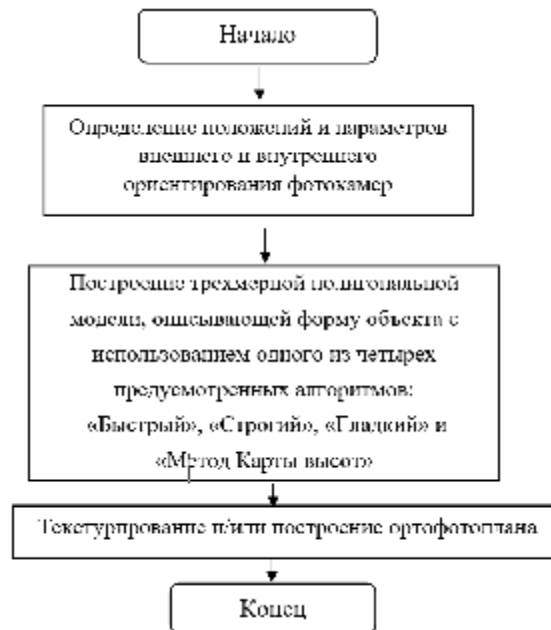 Начало
Определение положений и параметров
внешнего и внутреннего
ориентирования фотокамер
Построение трехмерной полигональной
модели, описывающей форму объекта с
использованием одного из четырех
предусмотренных алгоритмов:
«Быстрый», «Строгий», «Гладкий» и
«Метод Карты высот»
Текстурирование и/или построение ортофотоплана
Конец